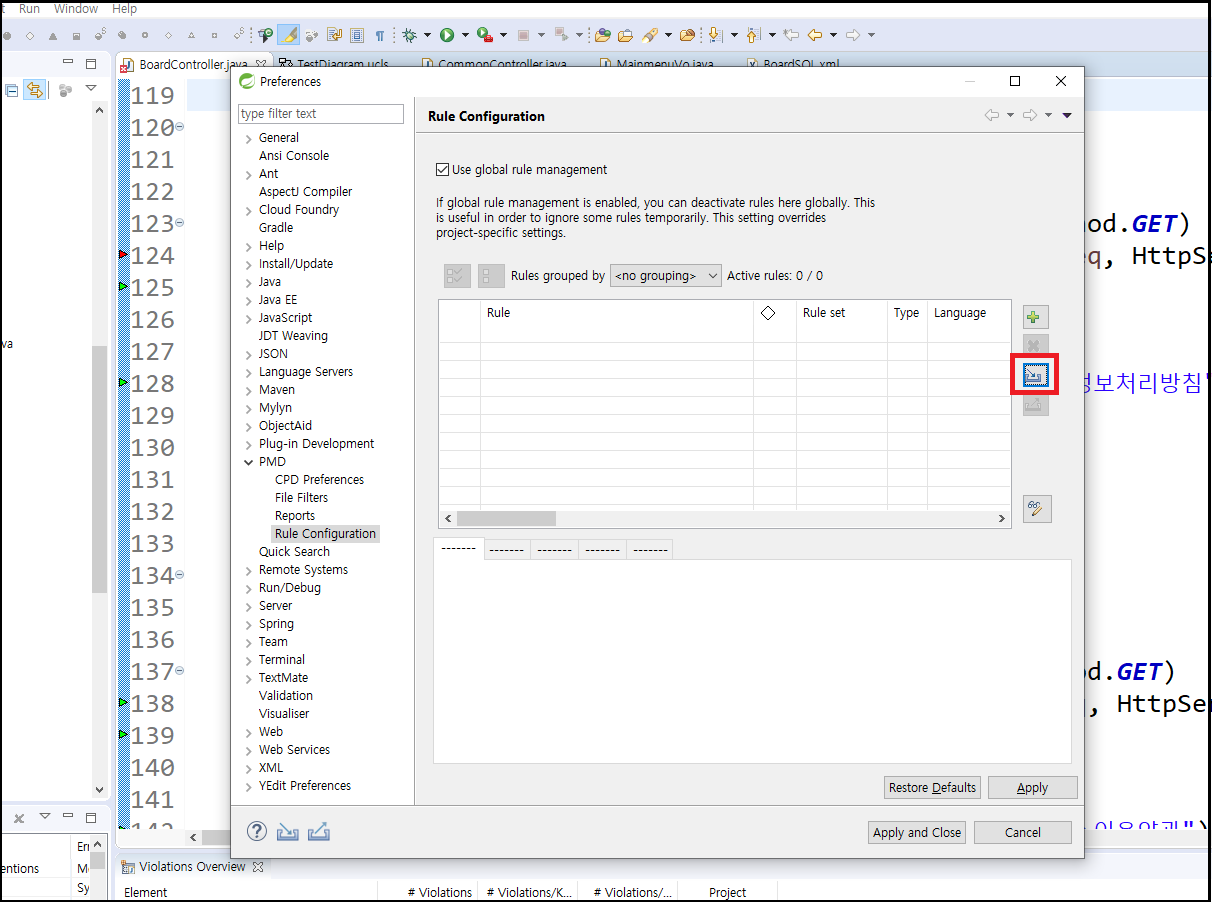 Run Window Help
BoardController.java TestDiagram.ucls CommonController.java MainmenuVo.java BoardSQL.xml
Preferences
type filter text
General
Ansi Console
Ant
AspectJ Compiler
Cloud Foundry
Gradle
Help
Install/Update
Java
Java EE
JavaScript
JDT Weaving
JSON
Language Servers
Maven
Mylyn
ObjectAid
Plug-in Development
PMD
CPD Preferences
File Filters
Reports
Rule Configuration
Quick Search
Remote Systems
Run/Debug
Server
Spring
Team
Terminal
TextMate
Validation
Visualiser
Web
Web Services
XML
YEdit Preferences
Rule Configuration
Use global rule management
If global rule management is enabled, you can deactivate rules here globally. This
is useful in order to ignore some rules temporarily. This setting overrides
project-specific settings.
Rules grouped by <no grouping> Active rules: 0 / 0
Rule Rule set Type Language
------- ------- ------- ------- -------
Restore Defaults Apply
Apply and Close Cancel
119
120
121
122
123
124
125
126
127
128
129
130
131
132
133
134
135
136
137
138
139
140
141
142
od.GET)
q, HttpSe
정보처리방침"
od.GET)
, HttpSer
이용약관")
va
Err
entions
Sy
Violations Overview
Element # Violations # Violations/K... # Violations/... Project